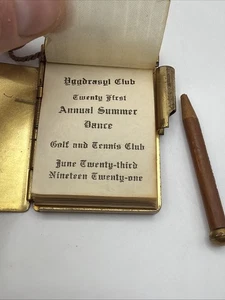 Yggdrasyl Club
Twenty First
Annual Summer
Dance
Golf and Tennis Club
June Twenty-third
Nineteen Twenty-one